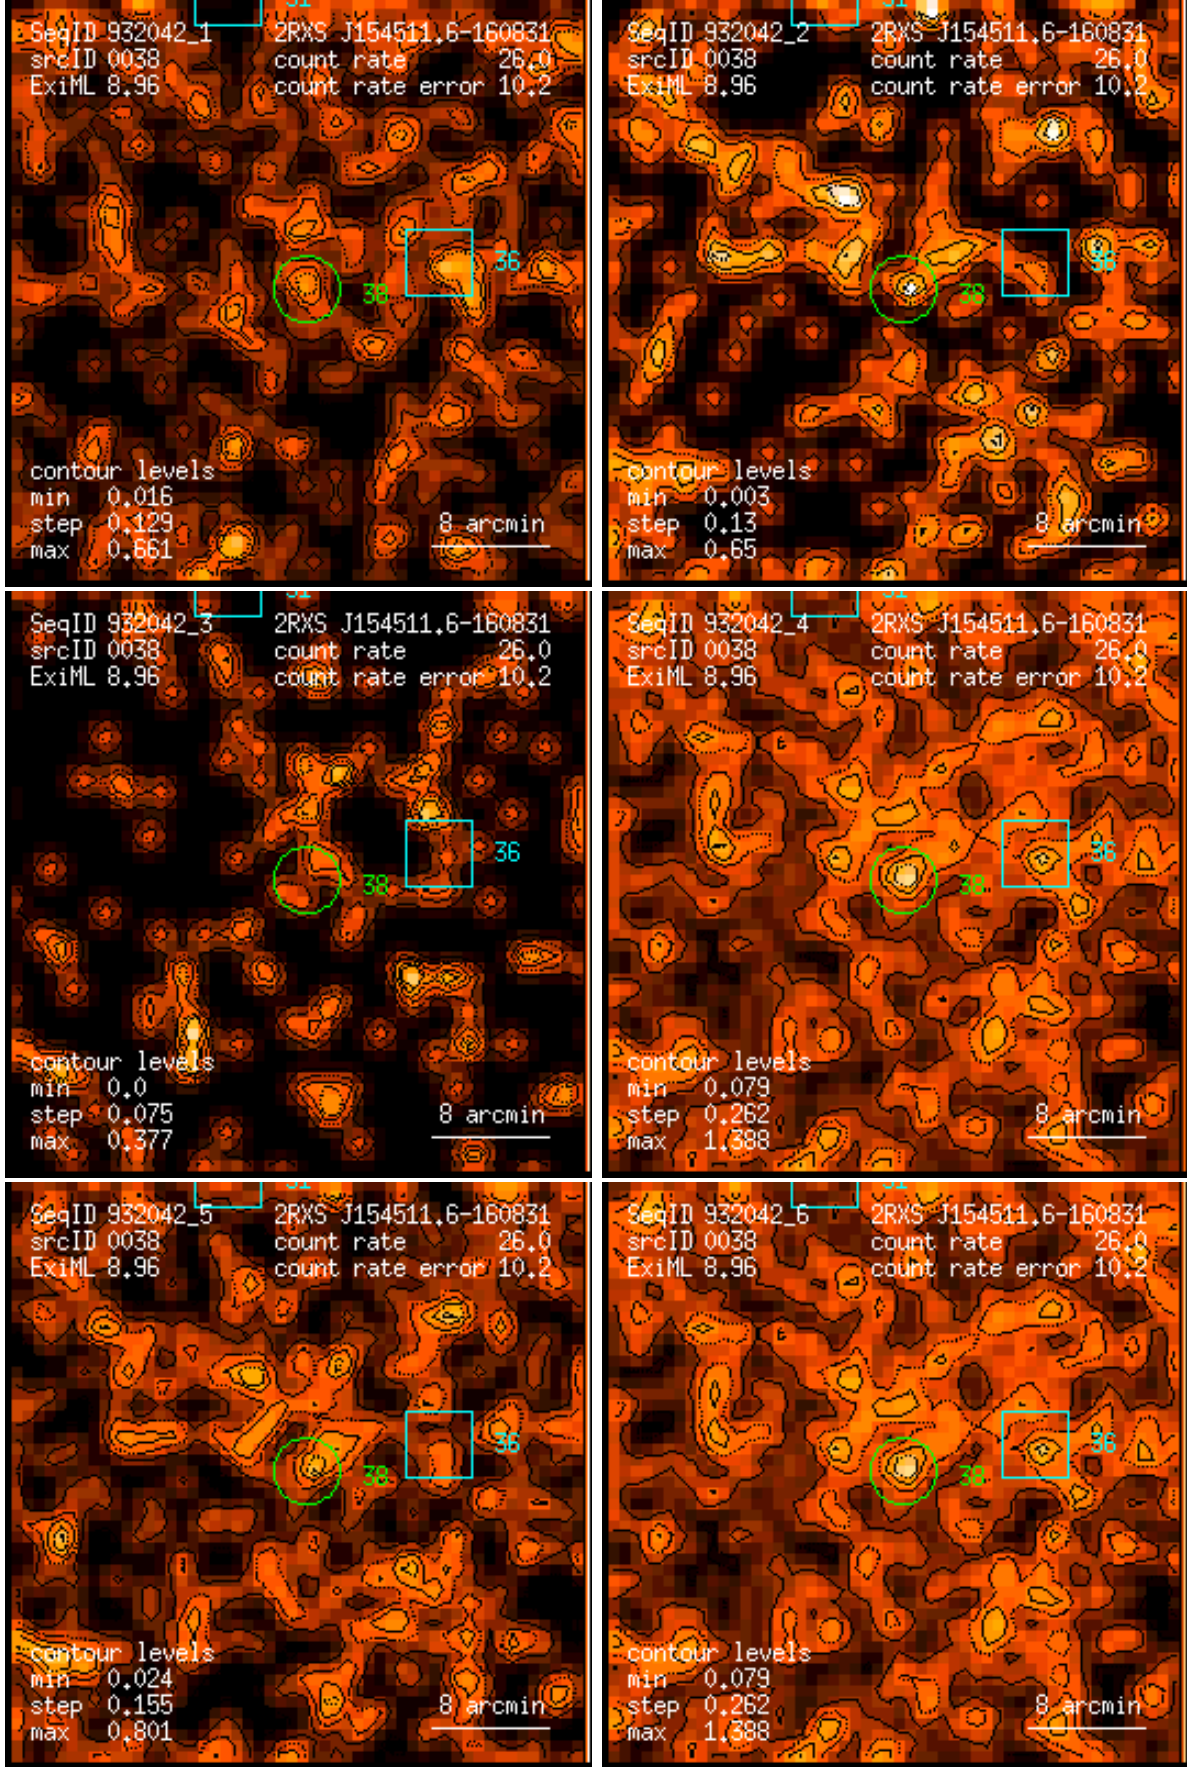 31
SeqID 932042_1 2RXS J154511.6-160831
srcID 0038 count rate 26.0
ExiML 8.96 count rate error 10.2
36
38
contour levels
min 0.016
step 0.129 8 arcmin
max 0.661
31
SeqID 932042_2 2RXS J154511.6-160831
srcID 0038 count rate 26.0
ExiML 8.96 count rate error 10.2
36
38
contour levels
min 0.003
step 0.13 8 arcmin
max 0.65
31
SeqID 932042_3 2RXS J154511.6-160831
srcID 0038 count rate 26.0
ExiML 8.96 count rate error 10.2
36
38
contour levels
min 0.0
step 0.075 8 arcmin
max 0.377
31
SeqID 932042_4 2RXS J154511.6-160831
srcID 0038 count rate 26.0
ExiML 8.96 count rate error 10.2
36
38
contour levels
min 0.079
step 0.262 8 arcmin
max 1.388
31
SeqID 932042_5 2RXS J154511.6-160831
srcID 0038 count rate 26.0
ExiML 8.96 count rate error 10.2
36
38
contour levels
min 0.024
step 0.155 8 arcmin
max 0.801
31
SeqID 932042_6 2RXS J154511.6-160831
srcID 0038 count rate 26.0
ExiML 8.96 count rate error 10.2
36
38
contour levels
min 0.079
step 0.262 8 arcmin
max 1.388